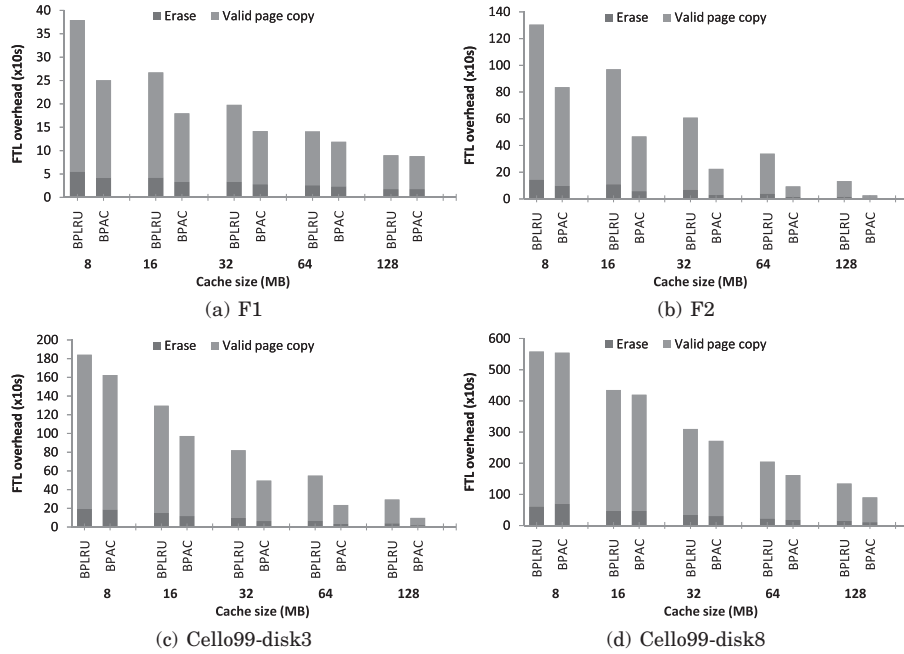 FTL overhead (x10s)
40
35
30
25
20
15
10
5
0
Erase Valid page copy
BPLRU BPAC BPLRU BPAC BPLRU BPAC BPLRU BPAC BPLRU BPAC
8 16 32 64 128
Cache size (MB)
(a) F1
FTL overhead (x10s)
140
120
100
80
60
40
20
0
Erase Valid page copy
BPLRU BPAC BPLRU BPAC BPLRU BPAC BPLRU BPAC BPLRU BPAC
8 16 32 64 128
Cache size (MB)
(b) F2
FTL overhead (x10s)
200
180
160
140
120
100
80
60
40
20
0
Erase Valid page copy
BPLRU BPAC BPLRU BPAC BPLRU BPAC BPLRU BPAC BPLRU BPAC
8 16 32 64 128
Cache size (MB)
(c) Cello99-disk3
FTL overhead (x10s)
600
500
400
300
200
100
0
Erase Valid page copy
BPLRU BPAC BPLRU BPAC BPLRU BPAC BPLRU BPAC BPLRU BPAC
8 16 32 64 128
Cache size (MB)
(d) Cello99-disk8